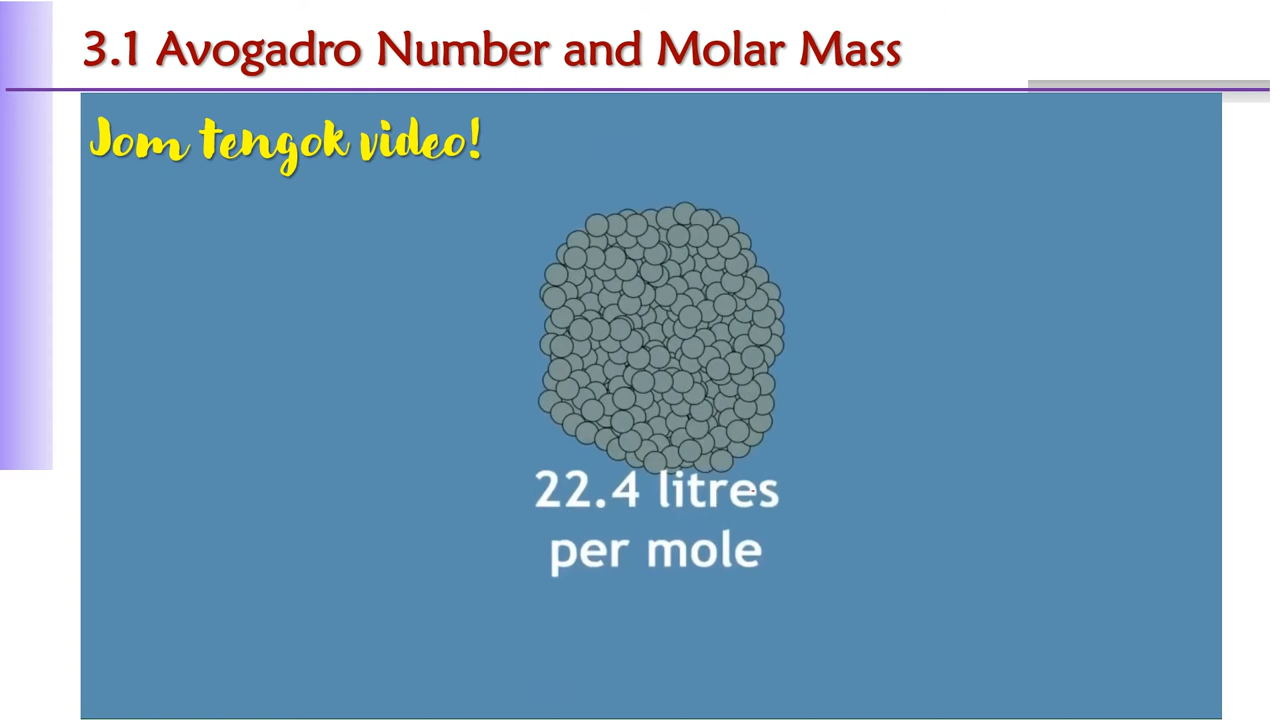 3.1 Avogadro Number and Molar Mass
Jom tengok video!
22.4 litres
per mole